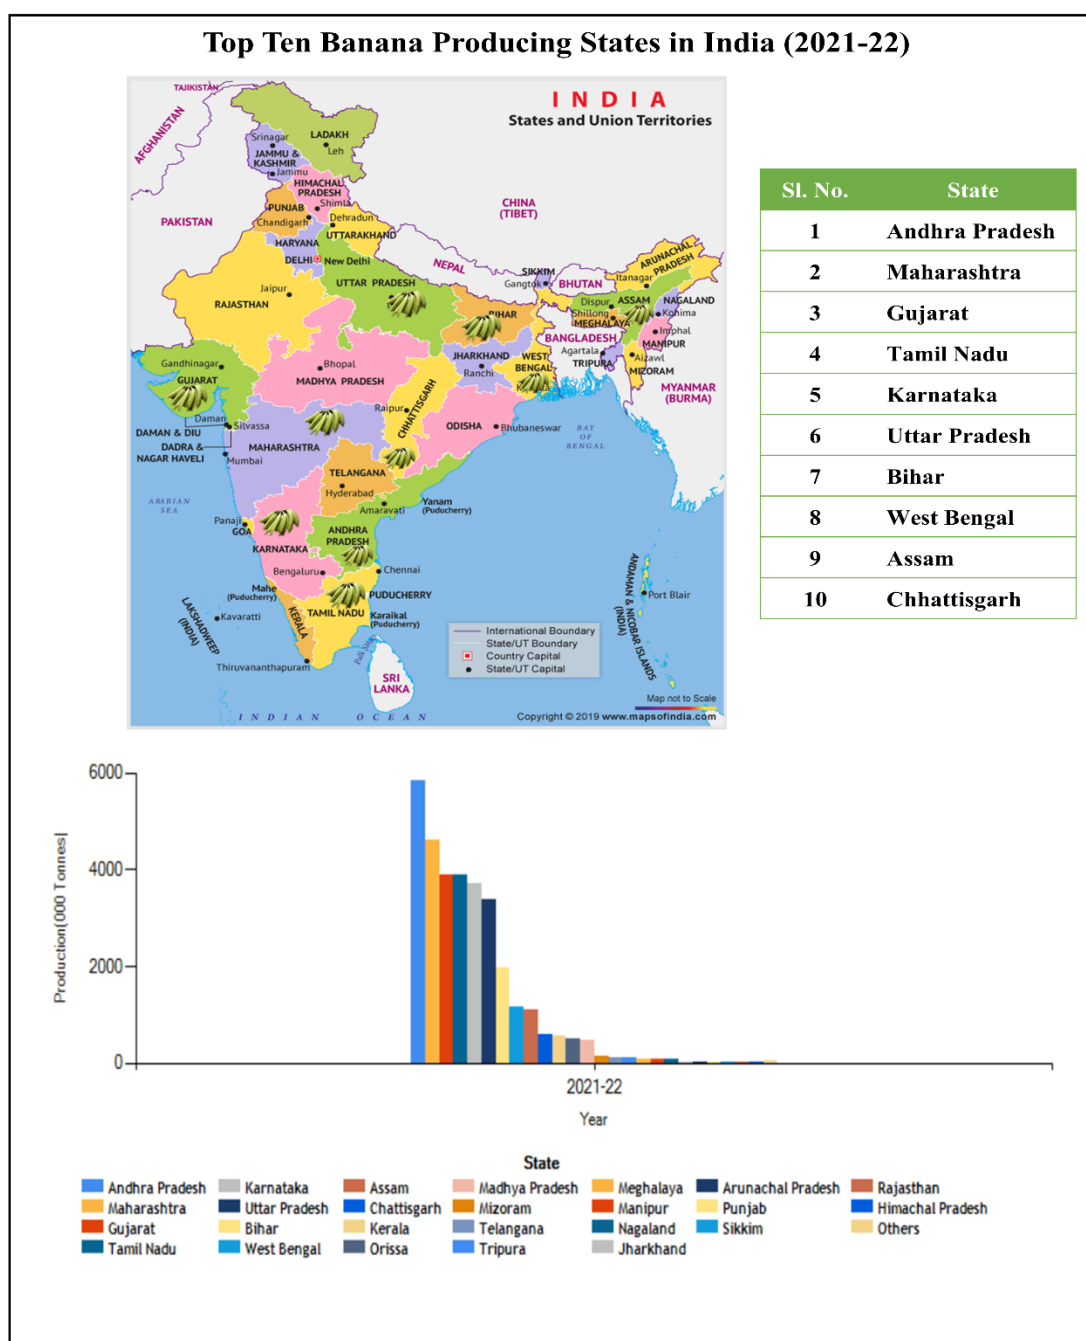 Top Ten Banana Producing States in India (2021-22)
INDIA
States and Union Territories
TAJIKISTAN
AFGHANISTAN
PAKISTAN
CHINA
(TIBET)
NEPAL
BHUTAN
BANGLADESH
MYANMAR
(BURMA)
SRI
LANKA
LADAKH
Leh
Srinagar
JAMMU &
KASHMIR
Jammu
HIMACHAL
PRADESH
Shimla
PUNJAB
Chandigarh
Dehradun
UTTARAKHAND
HARYANA
DELHI
New Delhi
UTTAR PRADESH
Jaipur
RAJASTHAN
SIKKIM
Gangtok
ARUNACHAL
PRADESH
Itanagar
Dispur
ASSAM
NAGALAND
Kohima
Shillong
MEGHALAYA
Imphal
MANIPUR
Agartala
TRIPURA
Aizawl
MIZORAM
BIHAR
JHARKHAND
Ranchi
WEST
BENGAL
Gandhinagar
GUJARAT
Bhopal
MADHYA PRADESH
CHHATTISGARH
Raipur
ODISHA
Bhubaneswar
Daman
Silvassa
DAMAN & DIU
DADRA &
NAGAR HAVELI
MAHARASHTRA
Mumbai
BAY
OF
BENGAL
ARABIAN
SEA
TELANGANA
Hyderabad
Amaravati
Yanam
(Puducherry)
Panaji
GOA
KARNATAKA
ANDHRA
PRADESH
Bengaluru
Chennai
Mahe
(Puducherry)
PUDUCHERRY
TAMIL NADU
Karaikal
(Puducherry)
KERALA
Kavaratti
LAKSHADWEEP
(INDIA)
Thiruvananthapuram
ANDAMAN & NICOBAR ISLANDS
(INDIA)
Port Blair
INDIAN OCEAN
International Boundary
State/UT Boundary
Country Capital
State/UT Capital
Map not to Scale
Copyright © 2019 www.mapsofindia.com
Sl. No. State
1 Andhra Pradesh
2 Maharashtra
3 Gujarat
4 Tamil Nadu
5 Karnataka
6 Uttar Pradesh
7 Bihar
8 West Bengal
9 Assam
10 Chhattisgarh
6000
4000
2000
0
Production[000 Tonnes]
2021-22
Year
State
Andhra Pradesh Karnataka Assam Madhya Pradesh Meghalaya Arunachal Pradesh Rajasthan
Maharashtra Uttar Pradesh Chattisgarh Mizoram Manipur Punjab Himachal Pradesh
Gujarat Bihar Kerala Telangana Nagaland Sikkim Others
Tamil Nadu West Bengal Orissa Tripura Jharkhand